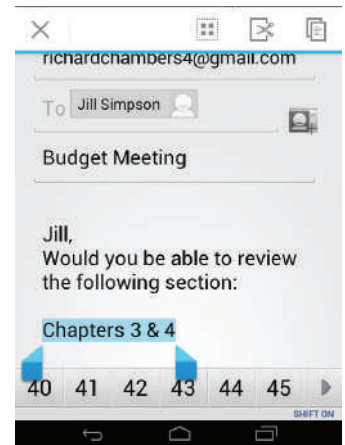 richardchambers4@gmail.com
To Jill Simpson
Budget Meeting
Jill,
Would you be able to review
the following section:
Chapters 3 & 4
40 41 42 43 44 45
SHIFT ON